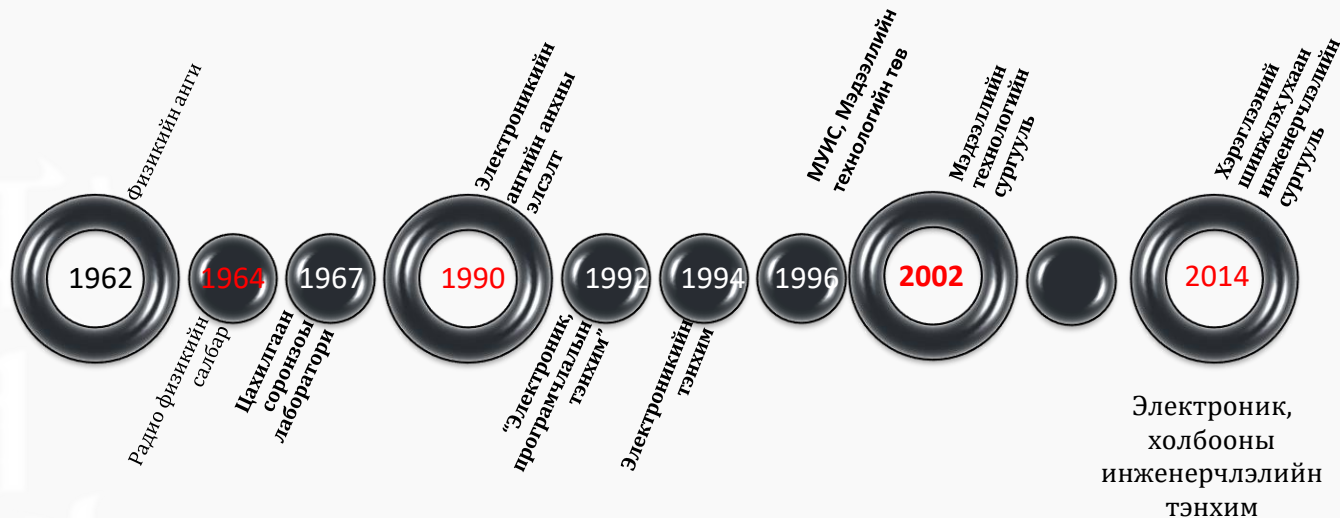 1962
Физикийн анги
1964
Радио физикийн
салбар
1967
Цахилгаан
соронзоы
лаборатори
1990
Электроникийн
ангийн анхны
элсэлт
1992
“Электроник,
програмчлалын
тэнхим”
1994
Электроникийн
тэнхим
1996
МУИС, Мэдээллийн
технологийн төв
2002
Мэдээллийн
технологийн
сургууль
2014
Хэрэглээний
шинжлэх ухаан
инженерчлэлийн
сургууль
Электроник,
холбооны
инженерчлэлийн
тэнхим